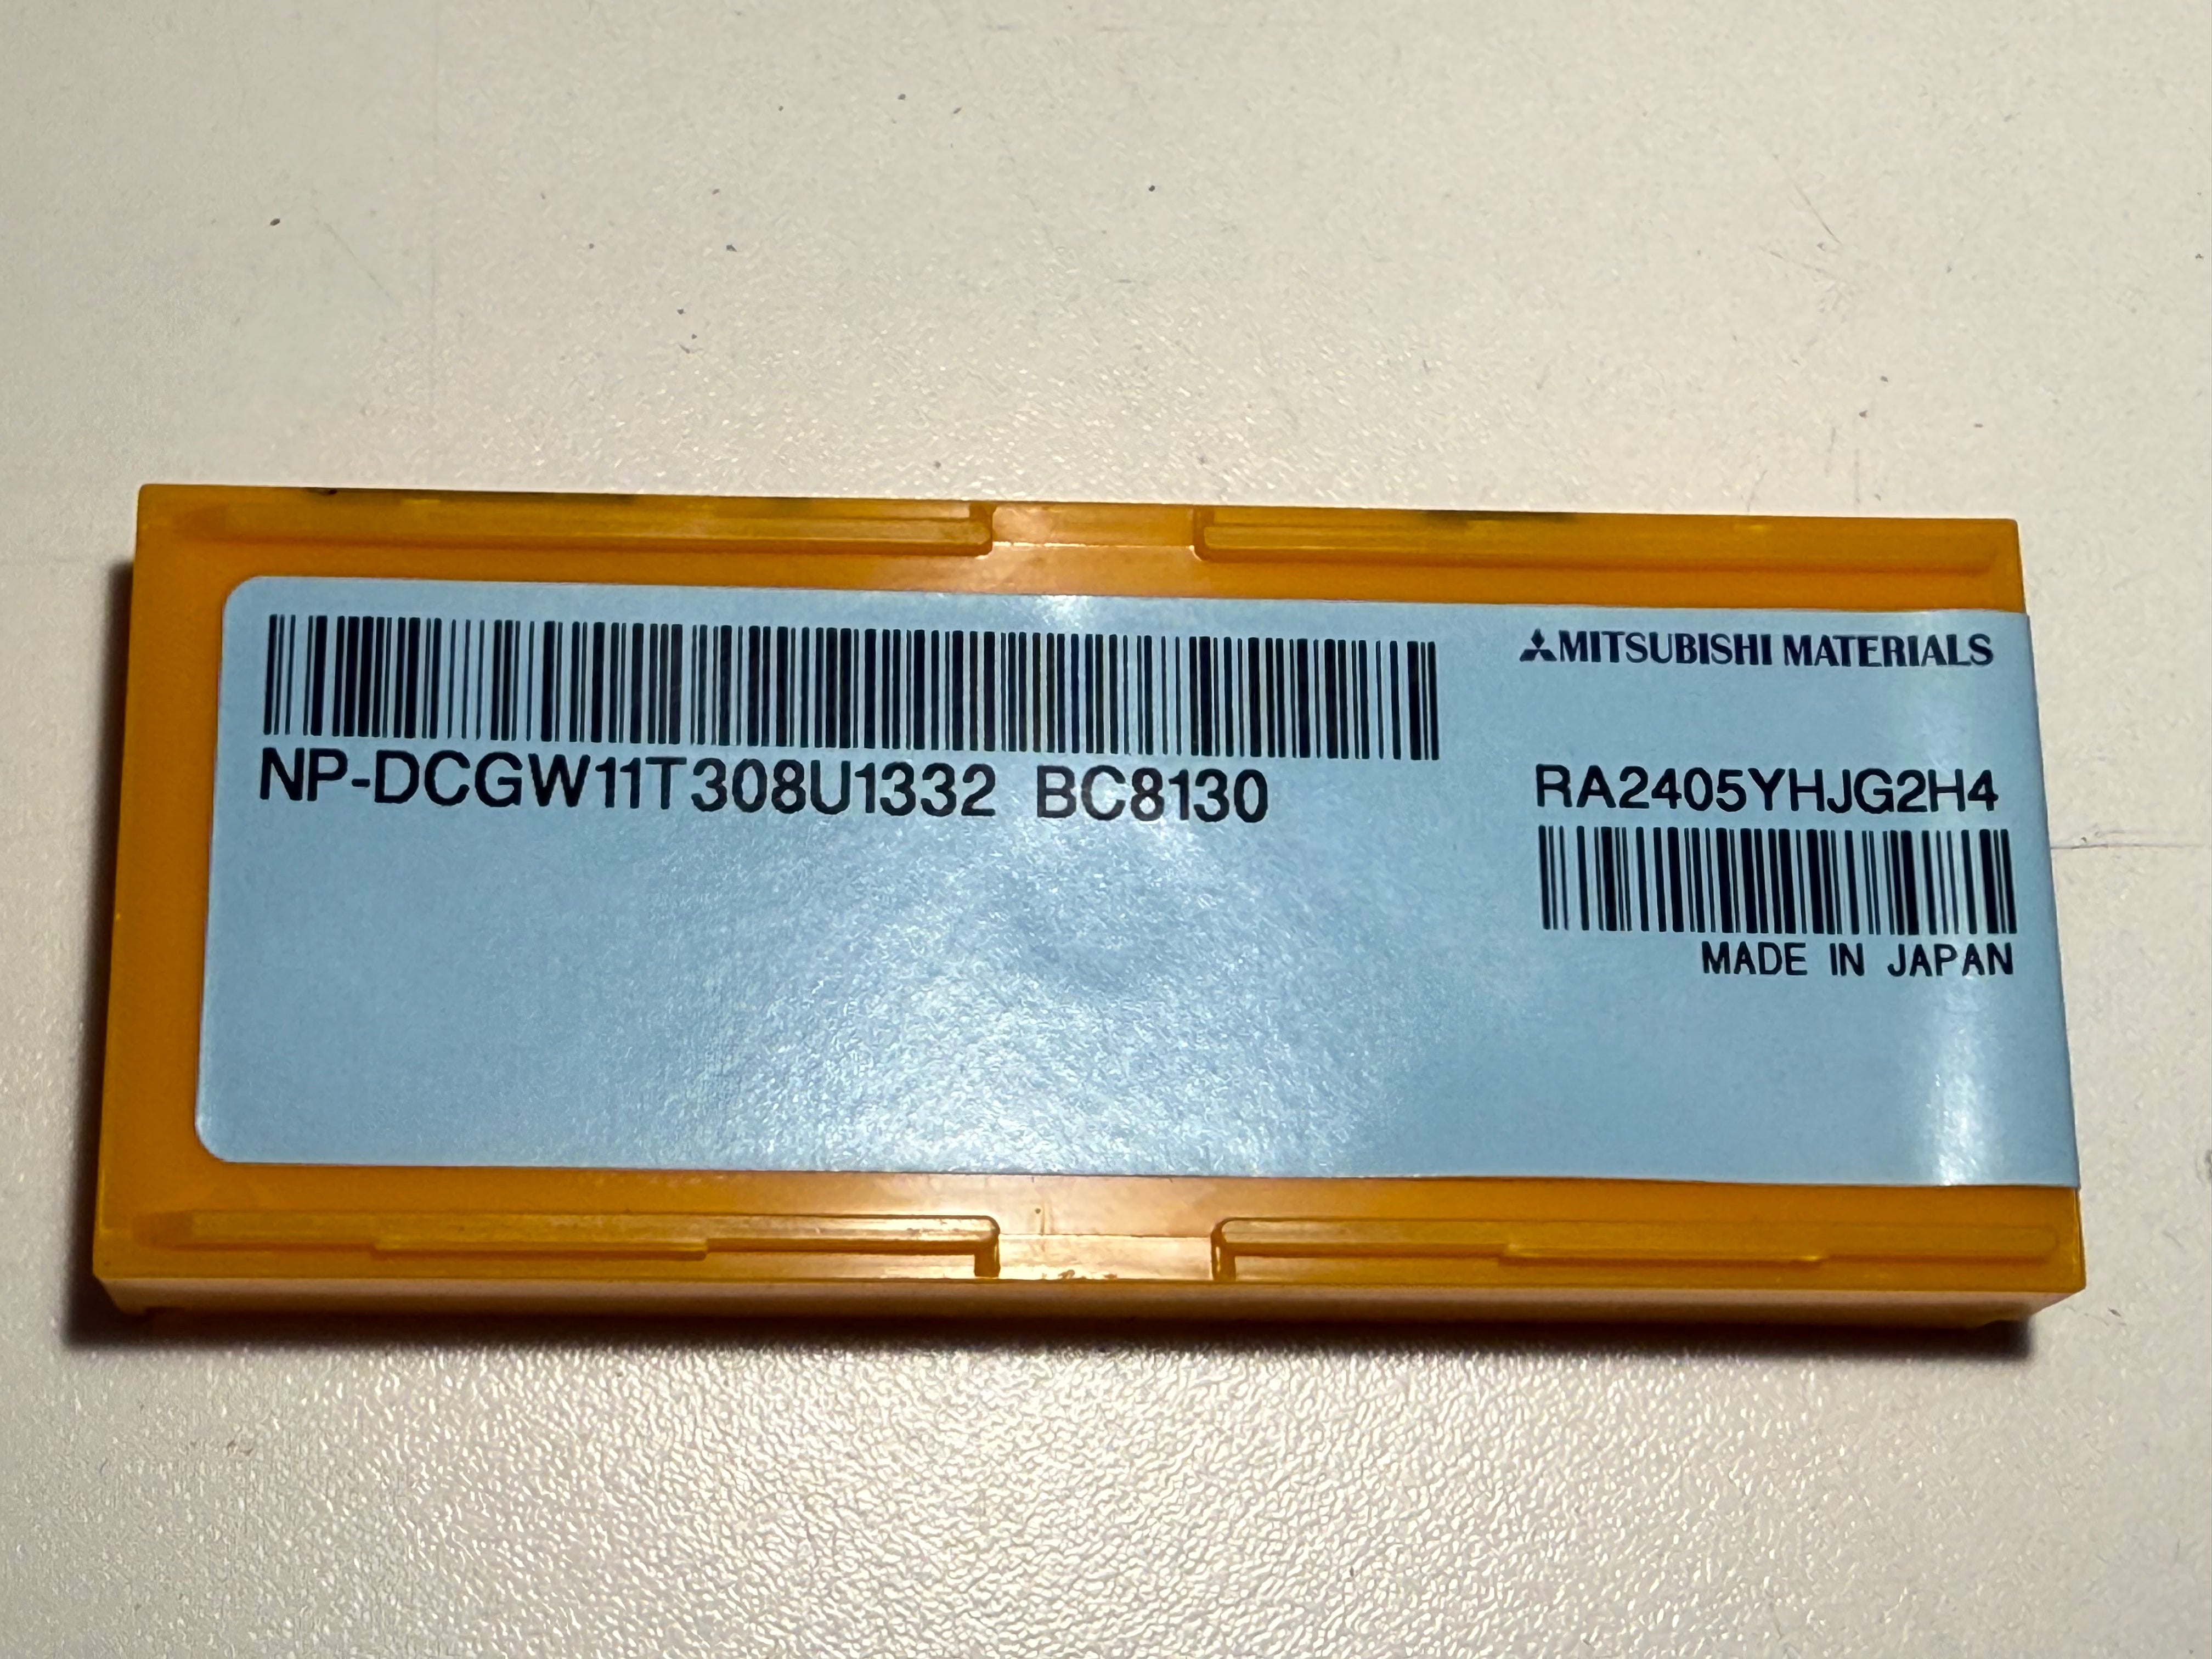 MITSUBISHI MATERIALS
NP-DCGW11T308U1332 BC8130
RA2405YHJG2H4
MADE IN JAPAN